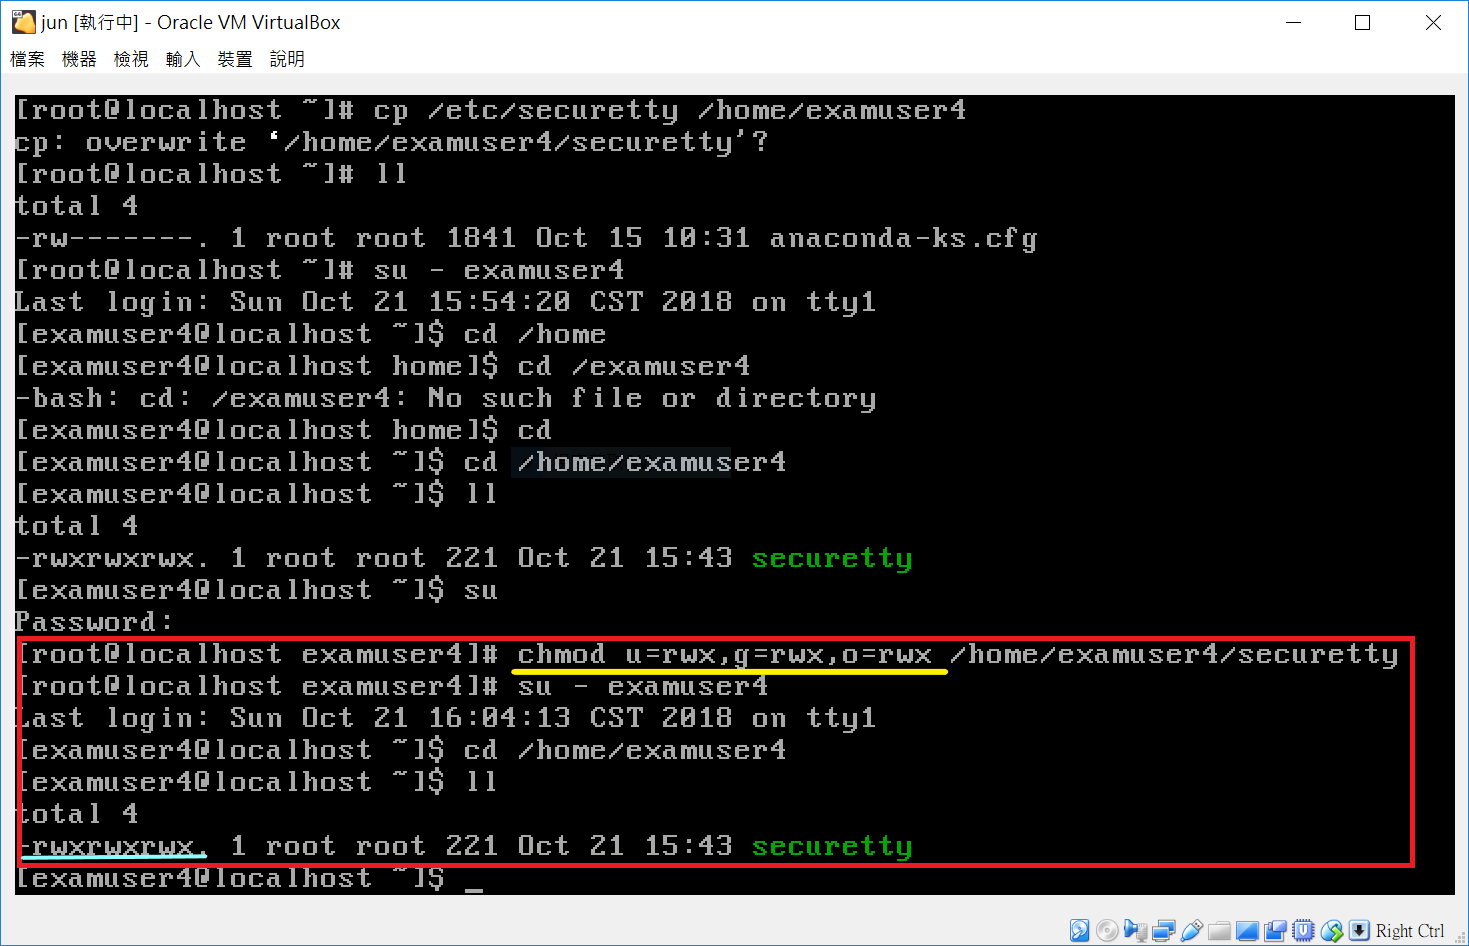 jun [執行中] - Oracle VM VirtualBox
檔案 機器 檢視 輸入 裝置 說明
[root@localhost ~]# cp /etc/securetty /home/examuser4
cp: overwrite ‘/home/examuser4/securetty’?
[root@localhost ~]# ll
total 4
-rw-------. 1 root root 1841 Oct 15 10:31 anaconda-ks.cfg
[root@localhost ~]# su - examuser4
Last login: Sun Oct 21 15:54:20 CST 2018 on tty1
[examuser4@localhost ~]$ cd /home
[examuser4@localhost home]$ cd /examuser4
-bash: cd: /examuser4: No such file or directory
[examuser4@localhost home]$ cd
[examuser4@localhost ~]$ cd /home/examuser4
[examuser4@localhost ~]$ ll
total 4
-rwxrwxrwx. 1 root root 221 Oct 21 15:43 securetty
[examuser4@localhost ~]$ su
Password:
[root@localhost examuser4]# chmod u=rwx,g=rwx,o=rwx /home/examuser4/securetty
[root@localhost examuser4]# su - examuser4
Last login: Sun Oct 21 16:04:13 CST 2018 on tty1
[examuser4@localhost ~]$ cd /home/examuser4
[examuser4@localhost ~]$ ll
total 4
-rwxrwxrwx. 1 root root 221 Oct 21 15:43 securetty
[examuser4@localhost ~]$ _
Right Ctrl